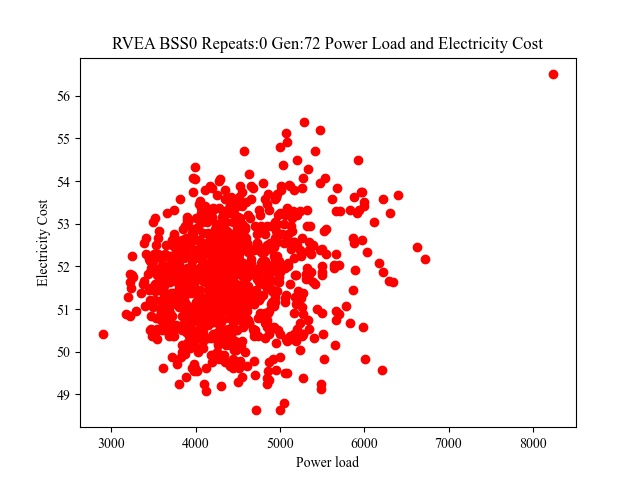 RVEA BSS0 Repeats:0 Gen:72 Power Load and Electricity Cost
56
55
54
53
52
51
50
49
Electricity Cost
3000 4000 5000 6000 7000 8000
Power load